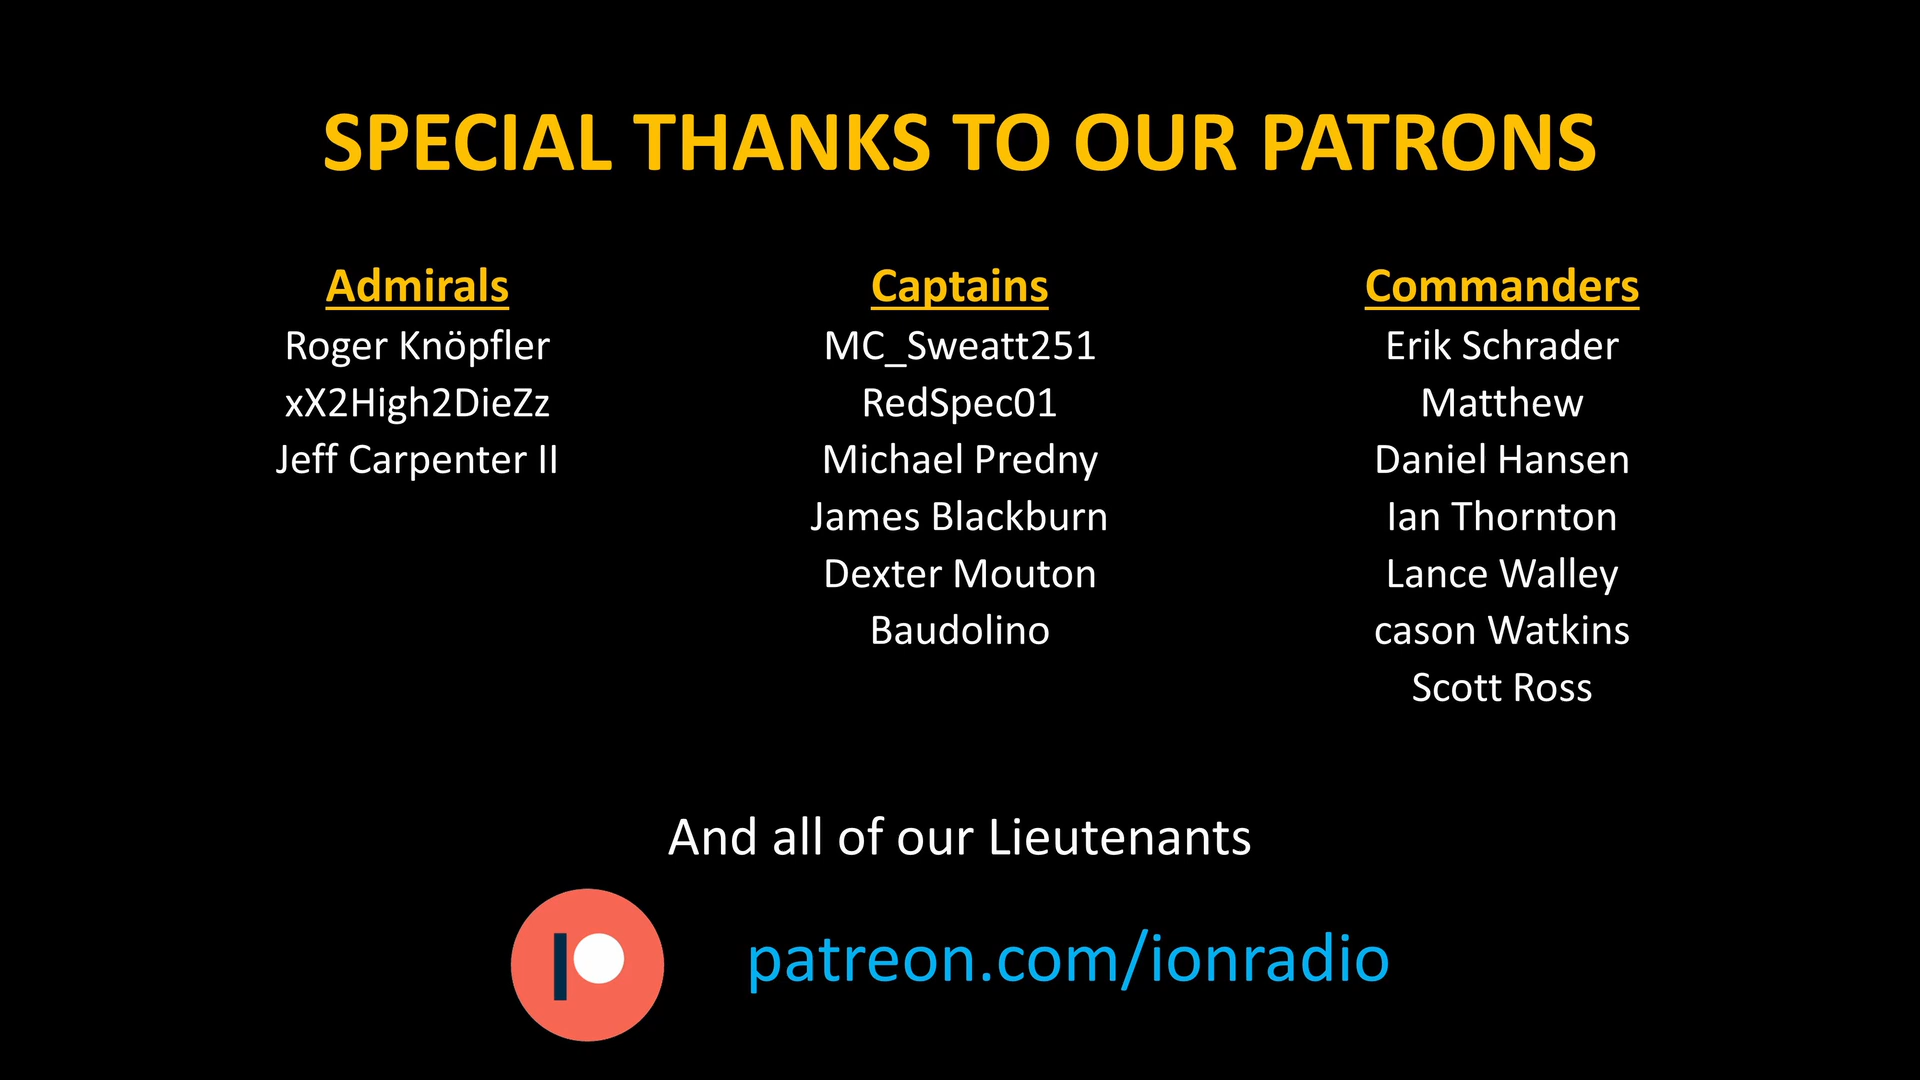 SPECIAL THANKS TO OUR PATRONS
Admirals
Roger Knöpfler
xX2High2DieZz
Jeff Carpenter II
Captains
MC_Sweatt251
RedSpec01
Michael Predny
James Blackburn
Dexter Mouton
Baudolino
Commanders
Erik Schrader
Matthew
Daniel Hansen
Ian Thornton
Lance Walley
cason Watkins
Scott Ross
And all of our Lieutenants
patreon.com/ionradio